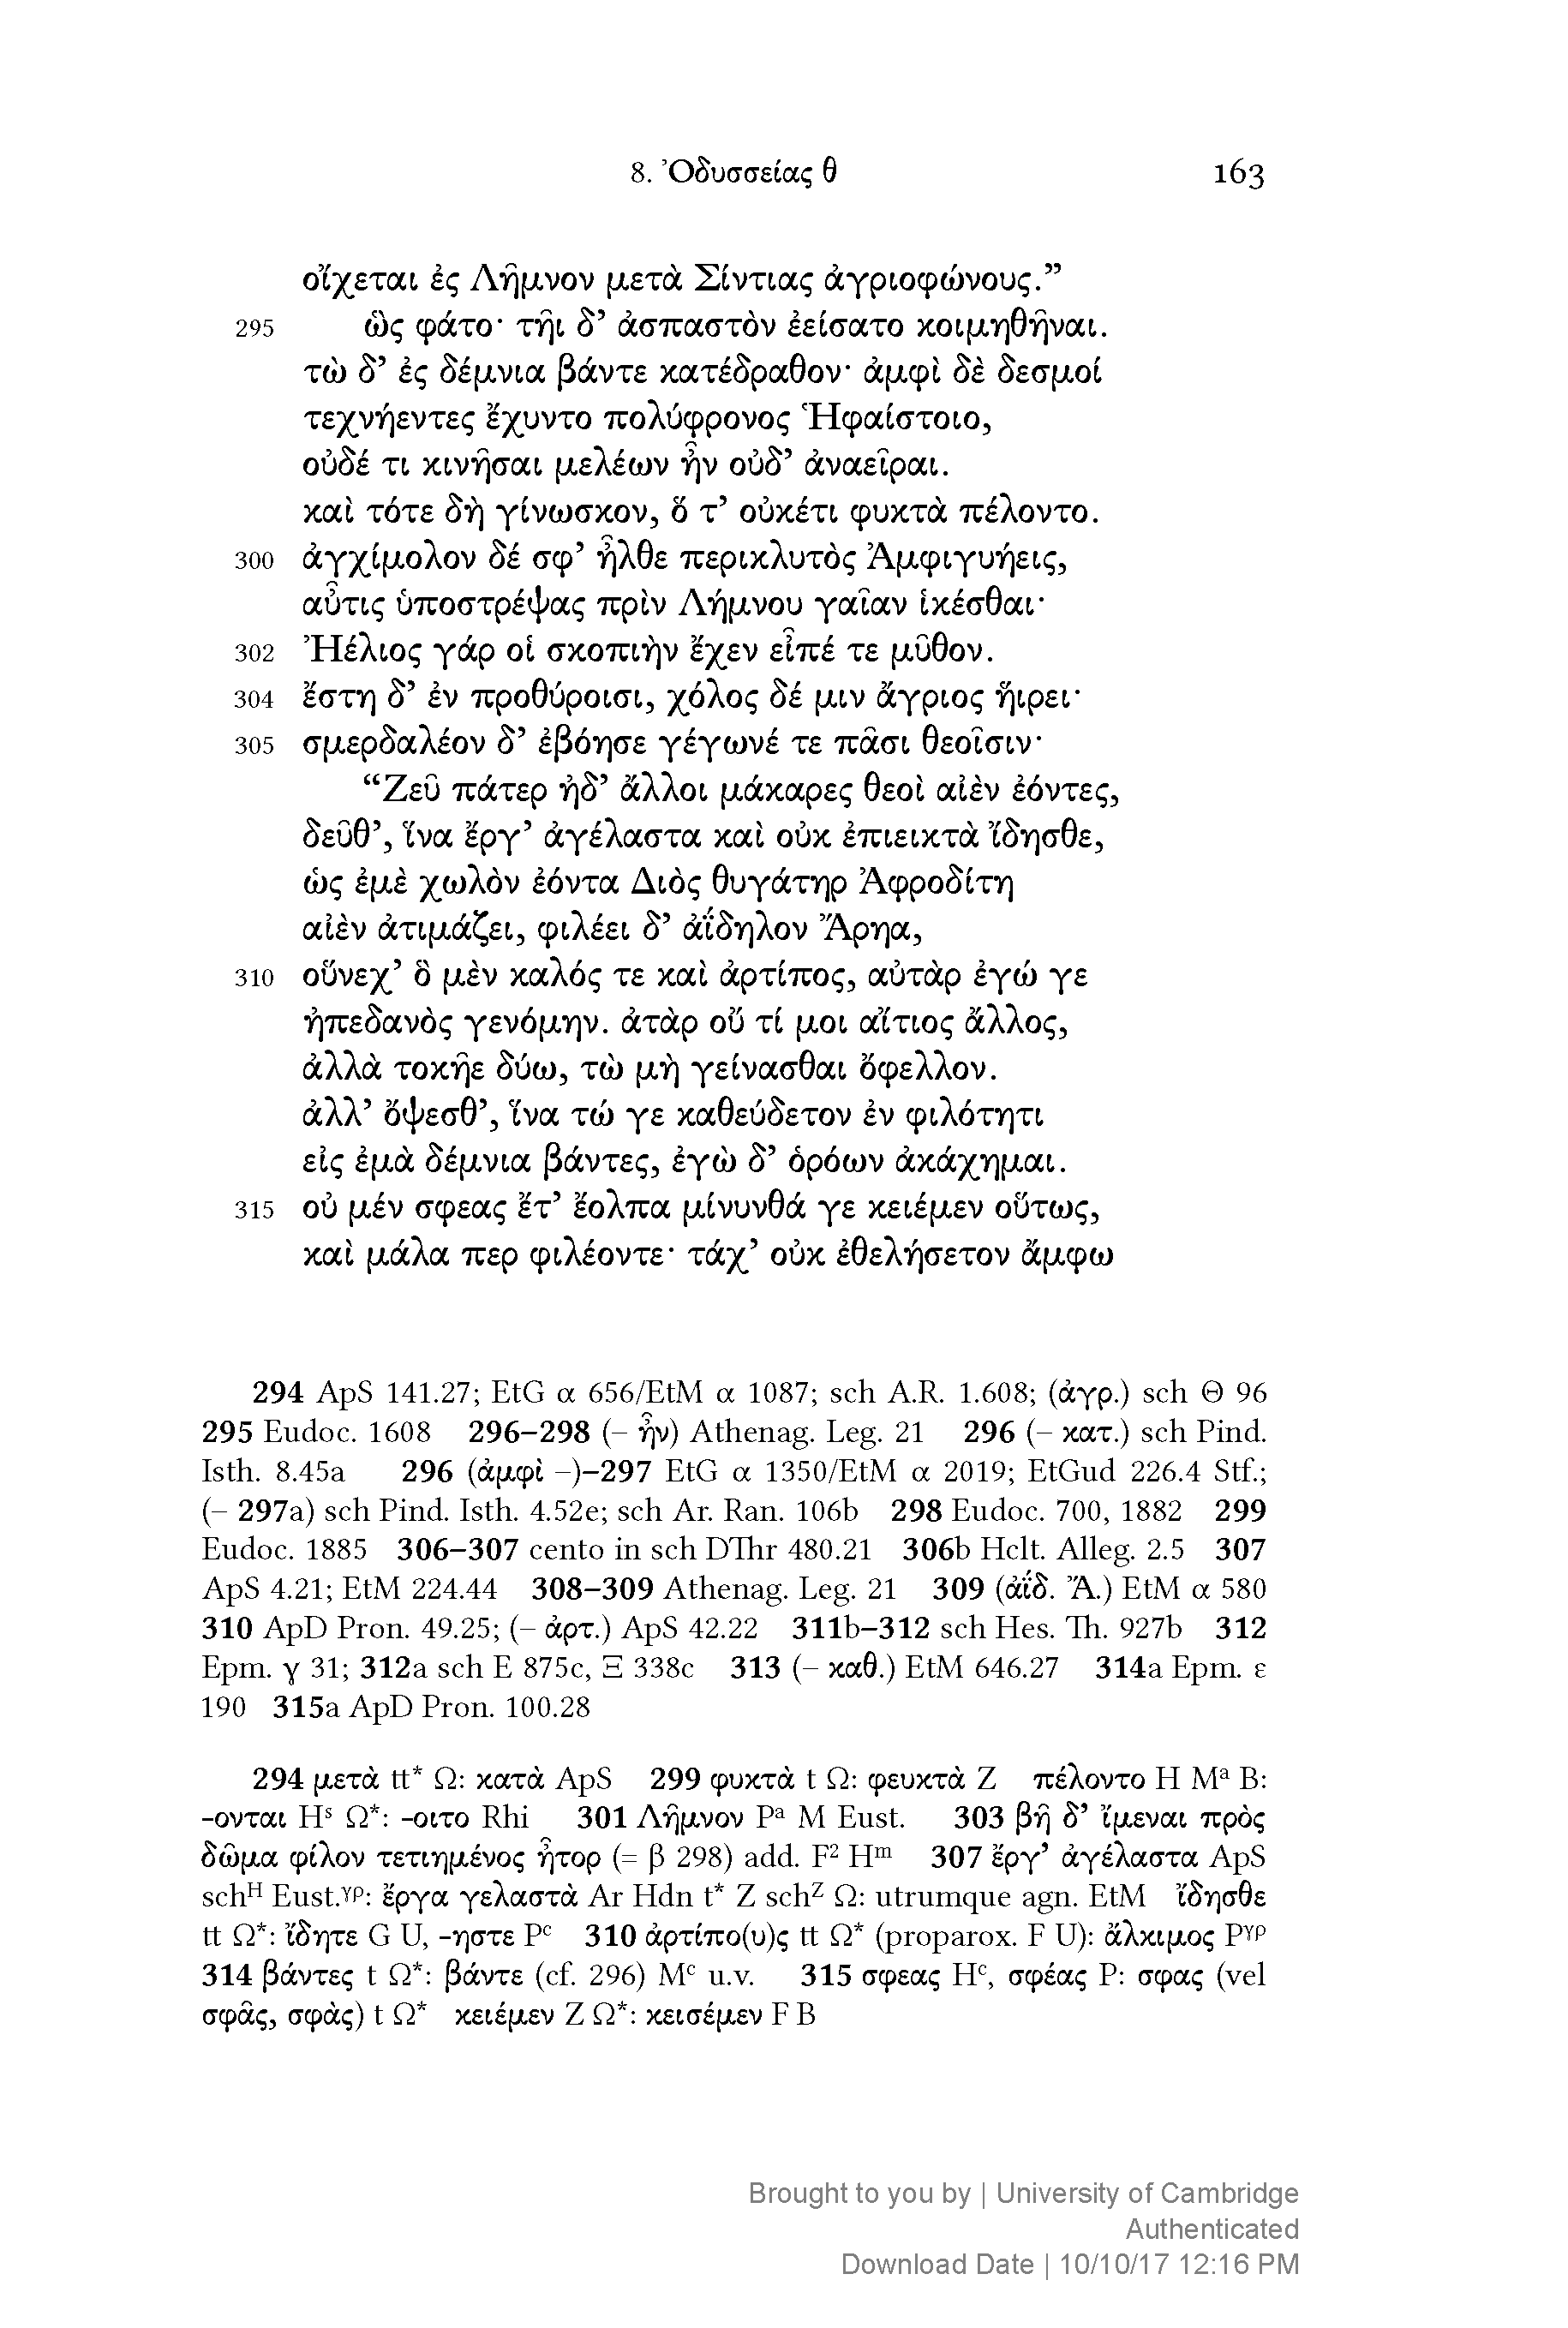 8. Ὀδυσσείας θ 163
οἴχεται ἐς Λῆμνον μετὰ Σίντιας ἀγριοφώνους.”
295 ὣς φάτο· τῆι δ’ ἀσπαστὸν ἐείσατο κοιμηθῆναι.
τὼ δ’ ἐς δέμνια βάντε κατέδραθον· ἀμφὶ δὲ δεσμοί
τεχνήεντες ἔχυντο πολύφρονος Ἡφαίστοιο,
οὐδέ τι κινῆσαι μελέων ἦν οὐδ’ ἀναεῖραι.
καὶ τότε δὴ γίνωσκον, ὅ τ’ οὐκέτι φυκτὰ πέλοντο.
300 ἀγχίμολον δέ σφ’ ἦλθε περικλυτὸς Ἀμφιγυήεις,
αὖτις ὑποστρέψας πρὶν Λήμνου γαῖαν ἱκέσθαι·
302 Ἠέλιος γάρ οἱ σκοπιὴν ἔχεν εἶπέ τε μῦθον.
304 ἔστη δ’ ἐν προθύροισι, χόλος δέ μιν ἄγριος ἥιρει·
305 σμερδαλέον δ’ ἐβόησε γέγωνέ τε πᾶσι θεοῖσιν·
“Ζεῦ πάτερ ἠδ’ ἄλλοι μάκαρες θεοὶ αἰὲν ἐόντες,
δεῦθ’, ἵνα ἔργ’ ἀγέλαστα καὶ οὐκ ἐπιεικτὰ ἴδησθε,
ὡς ἐμὲ χωλὸν ἐόντα Διὸς θυγάτηρ Ἀφροδίτη
αἰὲν ἀτιμάζει, φιλέει δ’ ἀΐδηλον Ἄρηα,
310 οὕνεχ’ ὃ μὲν καλός τε καὶ ἀρτίπος, αὐτὰρ ἐγώ γε
ἠπεδανὸς γενόμην. ἀτὰρ οὔ τί μοι αἴτιος ἄλλος,
ἀλλὰ τοκῆε δύω, τὼ μὴ γείνασθαι ὄφελλον.
ἀλλ’ ὄψεσθ’, ἵνα τώ γε καθεύδετον ἐν φιλότητι
εἰς ἐμὰ δέμνια βάντες, ἐγὼ δ’ ὁρόων ἀκάχημαι.
315 οὐ μέν σφεας ἔτ’ ἔολπα μίνυνθά γε κειέμεν οὕτως,
καὶ μάλα περ φιλέοντε· τάχ’ οὐκ ἐθελήσετον ἄμφω
294 ApS 141.27; EtG α 656/EtM α 1087; sch A.R. 1.608; (ἀγρ.) sch Θ 96
295 Eudoc. 1608 296–298 (– ἦν) Athenag. Leg. 21 296 (– κατ.) sch Pind.
Isth. 8.45a 296 (ἀμφὶ –)–297 EtG α 1350/EtM α 2019; EtGud 226.4 Stf.;
(– 297a) sch Pind. Isth. 4.52e; sch Ar. Ran. 106b 298 Eudoc. 700, 1882 299
Eudoc. 1885 306–307 cento in sch DThr 480.21 306b Hclt. Alleg. 2.5 307
ApS 4.21; EtM 224.44 308–309 Athenag. Leg. 21 309 (ἀΐδ. Ἄ.) EtM α 580
310 ApD Pron. 49.25; (– ἀρτ.) ApS 42.22 311b–312 sch Hes. Th. 927b 312
Epm. γ 31; 312a sch E 875c, Ξ 338c 313 (– καθ.) EtM 646.27 314a Epm. ε
190 315a ApD Pron. 100.28
294 μετὰ tt* Ω: κατὰ ApS 299 φυκτὰ t Ω: φευκτὰ Z πέλοντο H Mᵃ B:
-ονται Hˢ Ω*: -οιτο Rhi 301 Λῆμνον Pᵃ M Eust. 303 βῆ δ’ ἴμεναι πρὸς
δῶμα φίλον τετιημένος ἦτορ (= β 298) add. F² Hᵐ 307 ἔργ’ ἀγέλαστα ApS
schᴴ Eust.ᵞᵖ: ἔργα γελαστὰ Ar Hdn t* Z schᶻ Ω: utrumque agn. EtM ἴδησθε
tt Ω*: ἴδητε G U, -ηστε Pᶜ 310 ἀρτίπο(υ)ς tt Ω* (proparox. F U): ἄλκιμος Pᵞᵖ
314 βάντες t Ω*: βάντε (cf. 296) Mᶜ u.v. 315 σφεας Hᶜ, σφέας P: σφας (vel
σφᾶς, σφὰς) t Ω* κειέμεν Z Ω*: κεισέμεν F B
Brought to you by | University of Cambridge
Authenticated
Download Date | 10/10/17 12:16 PM